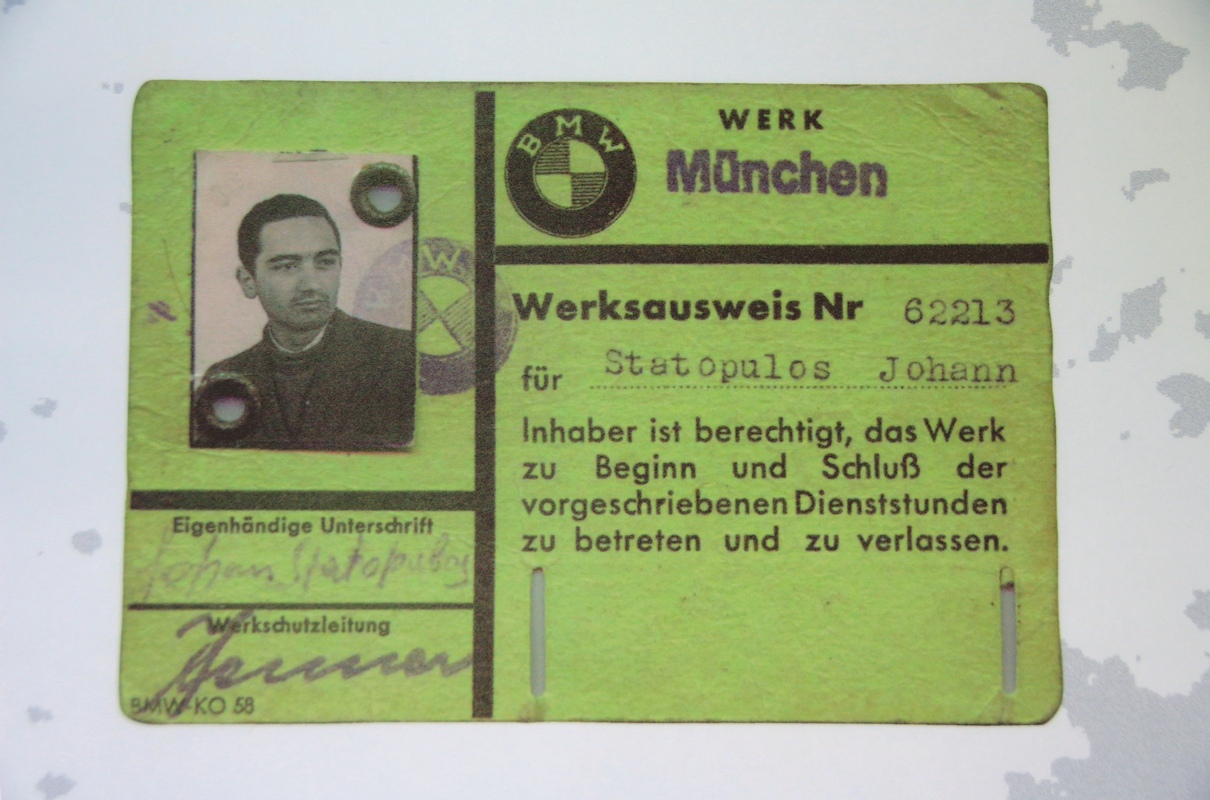 BMW
WERK
München
W
Werksausweis Nr 62213
für Statopulos Johann
Inhaber ist berechtigt, das Werk
zu Beginn und Schluß der
vorgeschriebenen Dienststunden
zu betreten und zu verlassen.
Eigenhändige Unterschrift
Johan Statopulos
Werkschutzleitung
BMW-KO 58